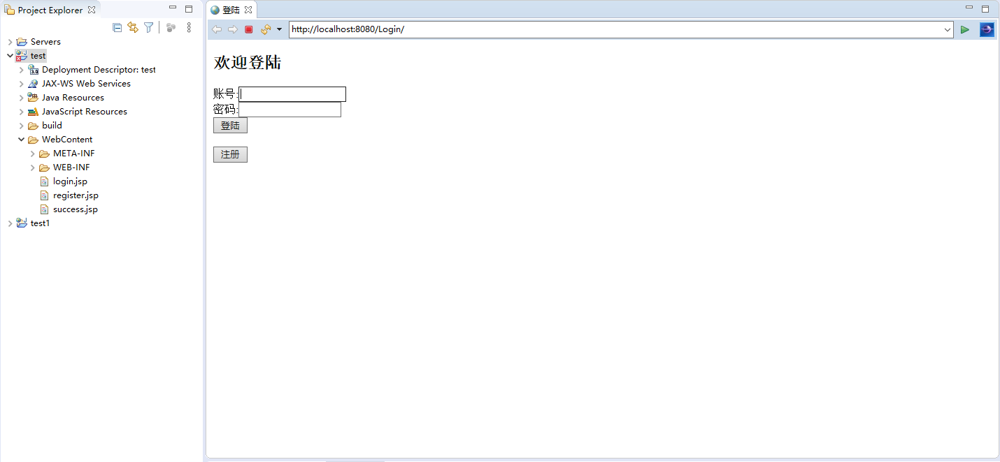 Project Explorer
Servers
test
Deployment Descriptor: test
JAX-WS Web Services
Java Resources
JavaScript Resources
build
WebContent
META-INF
WEB-INF
login.jsp
register.jsp
success.jsp
test1
登陆
http://localhost:8080/Login/
欢迎登陆
账号:
密码:
登陆
注册